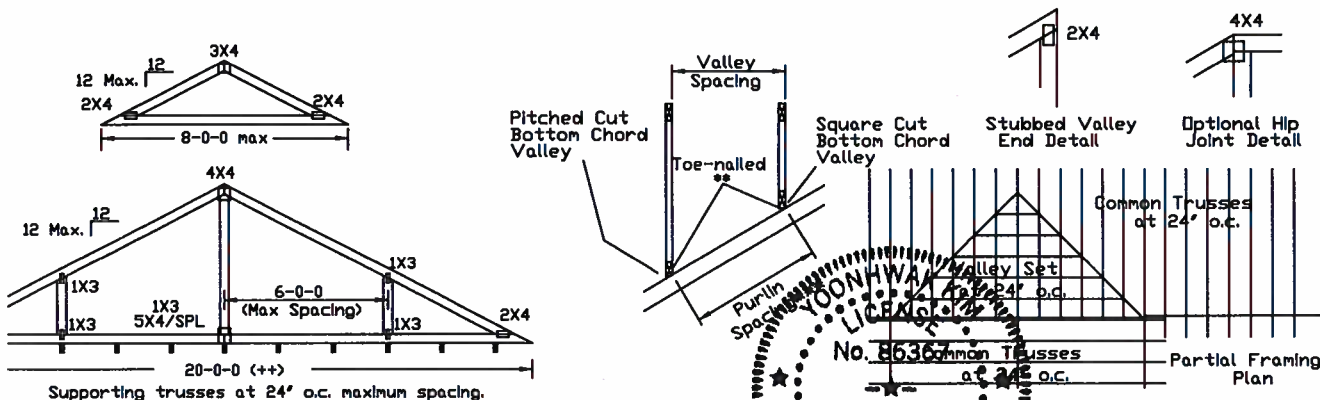 3X4
12
12 Max.
2X4
2X4
8-0-0 max
4X4
12
12 Max.
1X3
1X3
6-0-0
(Max Spacing)
1X3
5X4/SPL
1X3
1X3
2X4
20-0-0 (++)
Supporting trusses at 24" o.c. maximum spacing.
Valley
Spacing
Pitched Cut
Bottom Chord
Valley
Toe-nailed
**
Square Cut
Bottom Chord
Valley
Purlin
Spacing
2X4
Stubbed Valley
End Detail
4X4
Optional Hip
Joint Detail
Common Trusses
at 24" o.c.
Valley Set
at 24" o.c.
Common Trusses
at 24" o.c.
Partial Framing
Plan
YOONHWAK KIM
No. 86367